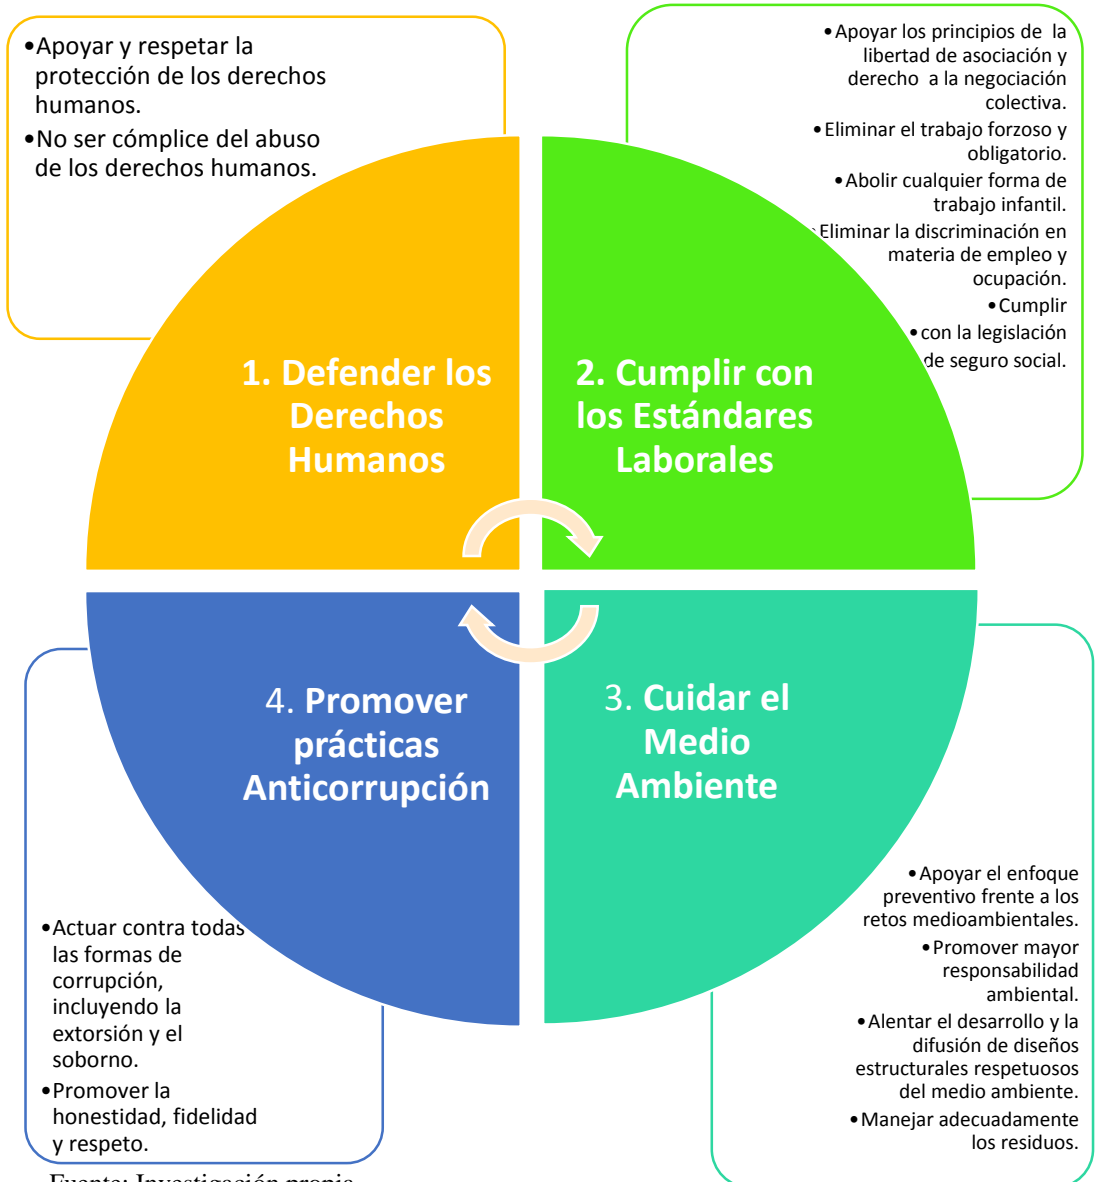 •Apoyar y respetar la
protección de los derechos
humanos.
•No ser cómplice del abuso
de los derechos humanos.
•Apoyar los principios de  la
libertad de asociación y
derecho  a la negociación
colectiva.
•Eliminar el trabajo forzoso y
obligatorio.
•Abolir cualquier forma de
trabajo infantil.
•Eliminar la discriminación en
materia de empleo y
ocupación.
•Cumplir
•con la legislación
de seguro social.
1. Defender los
Derechos
Humanos
2. Cumplir con
los Estándares
Laborales
4. Promover
prácticas
Anticorrupción
3. Cuidar el
Medio
Ambiente
•Actuar contra todas
las formas de
corrupción,
incluyendo la
extorsión y el
soborno.
•Promover la
honestidad, fidelidad
y respeto.
•Apoyar el enfoque
preventivo frente a los
retos medioambientales.
•Promover mayor
responsabilidad
ambiental.
•Alentar el desarrollo y la
difusión de diseños
estructurales respetuosos
del medio ambiente.
•Manejar adecuadamente
los residuos.
Fuente: Investigación propia